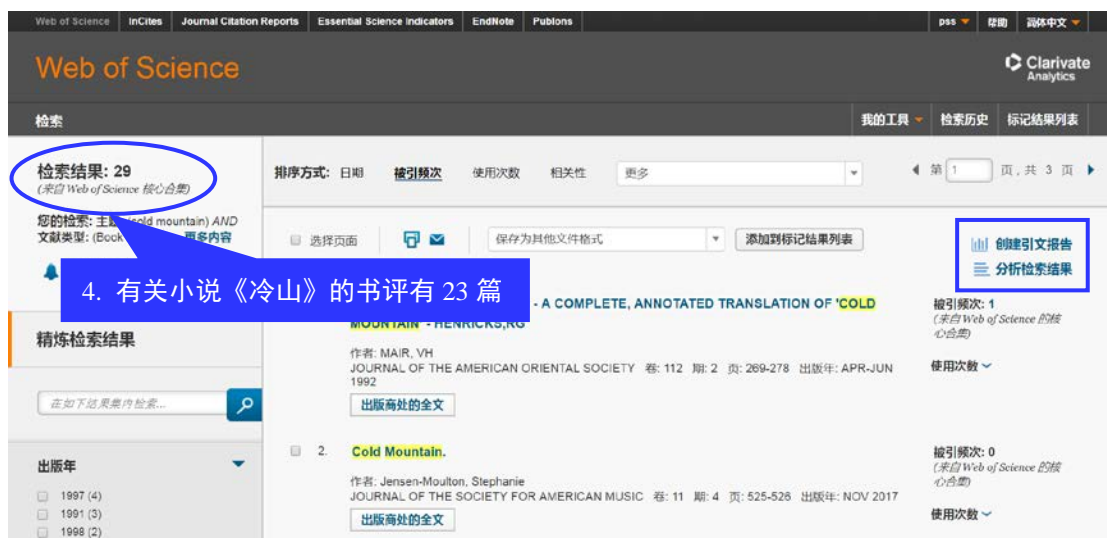 Web of Science InCites Journal Citation Reports Essential Science Indicators EndNote Publons pss 帮助 简体中文
Web of Science
Clarivate
Analytics
检索 我的工具 检索历史 标记结果列表
检索结果: 29
(来自 Web of Science 核心合集)
您的检索: 主题 (cold mountain) AND
文献类型: (Book 更多内容
排序方式: 日期 被引频次 使用次数 相关性 更多
第 1 页, 共 3 页
选择页面 保存为其他文件格式 添加到标记结果列表
创建引文报告
分析检索结果
4. 有关小说《冷山》的书评有 23 篇
精炼检索结果
在如下结果集内检索...
出版年
1997 (4)
1991 (3)
1998 (2)
- A COMPLETE, ANNOTATED TRANSLATION OF 'COLD
MOUNTAIN' - HENRICKS,RG
作者: MAIR, VH
JOURNAL OF THE AMERICAN ORIENTAL SOCIETY 卷: 112 期: 2 页: 269-278 出版年: APR-JUN
1992
出版商处的全文
被引频次: 1
(来自 Web of Science 的核
心合集)
使用次数
2. Cold Mountain.
作者: Jensen-Moulton, Stephanie
JOURNAL OF THE SOCIETY FOR AMERICAN MUSIC 卷: 11 期: 4 页: 525-526 出版年: NOV 2017
出版商处的全文
被引频次: 0
(来自 Web of Science 的核
心合集)
使用次数